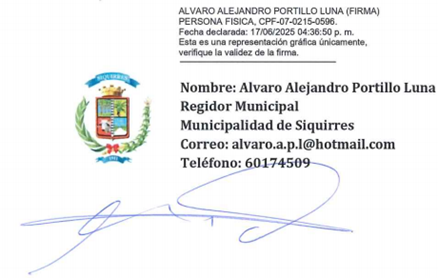 ALVARO ALEJANDRO PORTILLO LUNA (FIRMA)
PERSONA FISICA, CPF-07-0215-0596.
Fecha declarada: 17/06/2025 04:36:50 p. m.
Esta es una representación gráfica únicamente,
verifique la validez de la firma.
SIQUIRRES
Nombre: Alvaro Alejandro Portillo Luna
Regidor Municipal
Municipalidad de Siquirres
Correo: alvaro.a.p.l@hotmail.com
Teléfono: 60174509